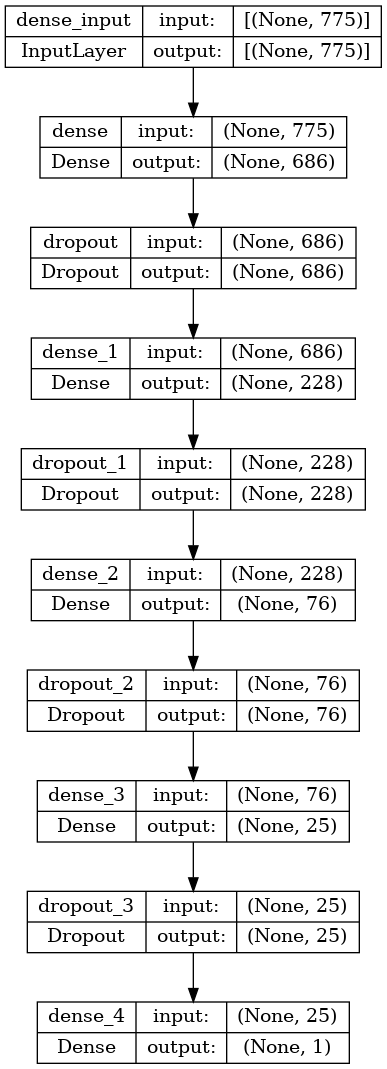 dense_input input: [(None, 775)]
InputLayer output: [(None, 775)]
dense input: (None, 775)
Dense output: (None, 686)
dropout input: (None, 686)
Dropout output: (None, 686)
dense_1 input: (None, 686)
Dense output: (None, 228)
dropout_1 input: (None, 228)
Dropout output: (None, 228)
dense_2 input: (None, 228)
Dense output: (None, 76)
dropout_2 input: (None, 76)
Dropout output: (None, 76)
dense_3 input: (None, 76)
Dense output: (None, 25)
dropout_3 input: (None, 25)
Dropout output: (None, 25)
dense_4 input: (None, 25)
Dense output: (None, 1)